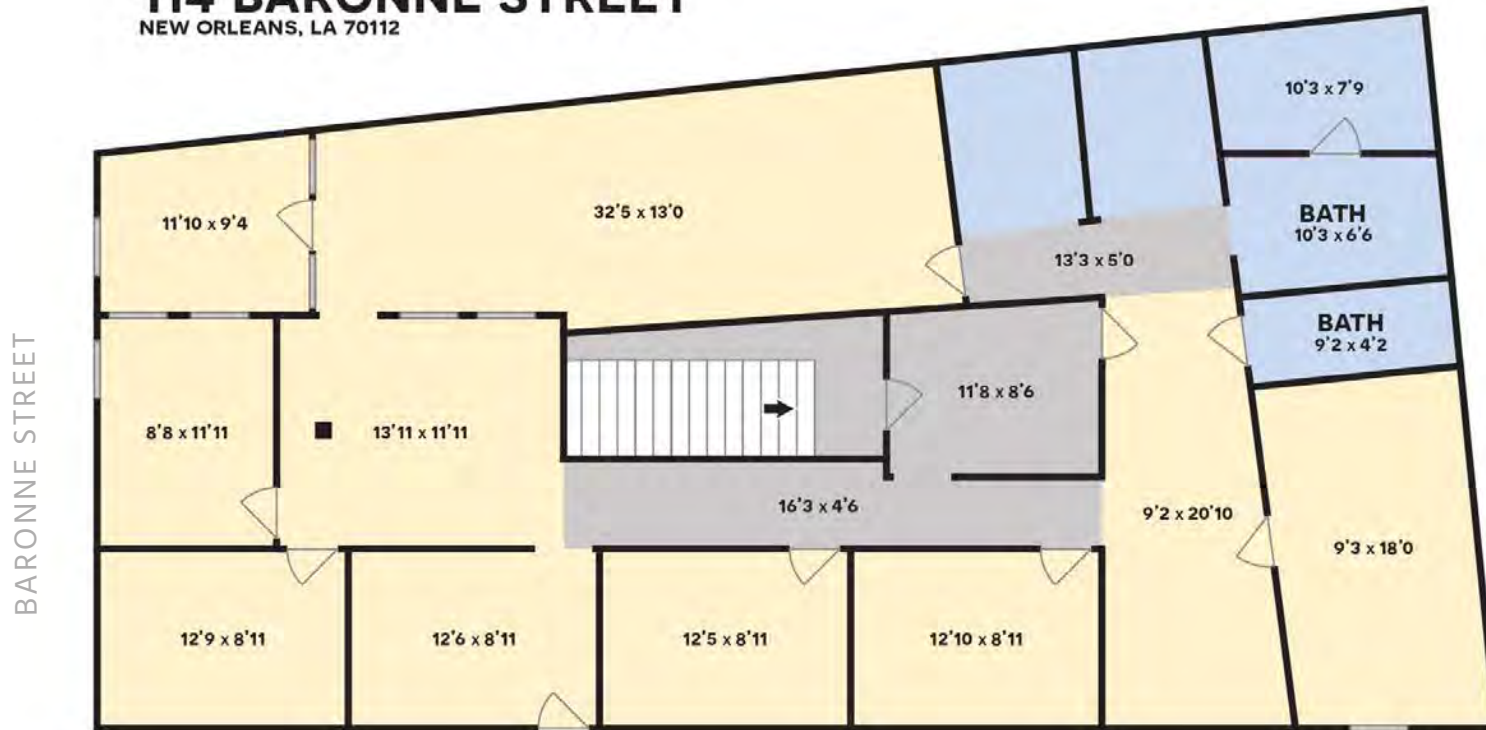 114 BARONNE STREET
NEW ORLEANS, LA 70112
10'3 x 7'9
11'10 x 9'4
32'5 x 13'0
BATH
10'3 x 6'6
13'3 x 5'0
BATH
9'2 x 4'2
BARONNE STREET
8'8 x 11'11
13'11 x 11'11
11'8 x 8'6
16'3 x 4'6
9'2 x 20'10
9'3 x 18'0
12'9 x 8'11
12'6 x 8'11
12'5 x 8'11
12'10 x 8'11